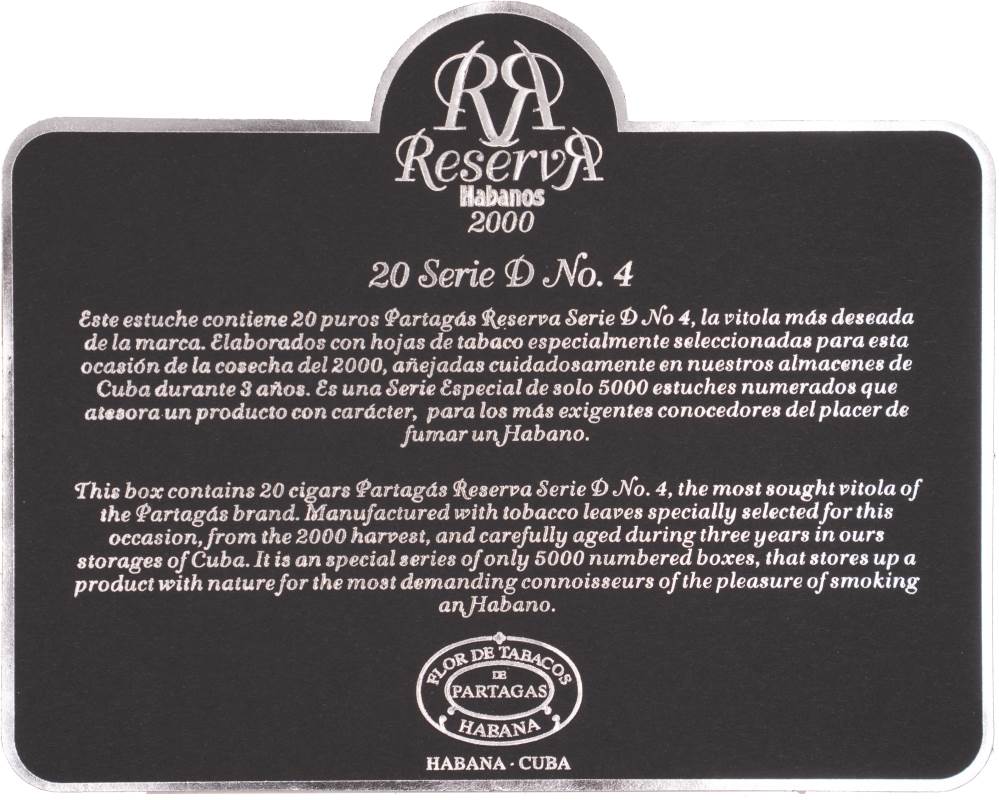 RR
Reserva
Habanos
2000
20 Serie D No. 4
Este estuche contiene 20 puros Partagás Reserva Serie D No 4, la vitola más deseada
de la marca. Elaborados con hojas de tabaco especialmente seleccionadas para esta
ocasión de la cosecha del 2000, añejadas cuidadosamente en nuestros almacenes de
Cuba durante 3 años. Es una Serie Especial de solo 5000 estuches numerados que
atesora un producto con carácter, para los más exigentes conocedores del placer de
fumar un Habano.
This box contains 20 cigars Partagás Reserva Serie D No. 4, the most sought vitola of
the Partagás brand. Manufactured with tobacco leaves specially selected for this
occasion, from the 2000 harvest, and carefully aged during three years in ours
storages of Cuba. It is an special series of only 5000 numbered boxes, that stores up a
product with nature for the most demanding connoisseurs of the pleasure of smoking
an Habano.
FLOR DE TABACOS
DE
PARTAGAS
HABANA
HABANA · CUBA